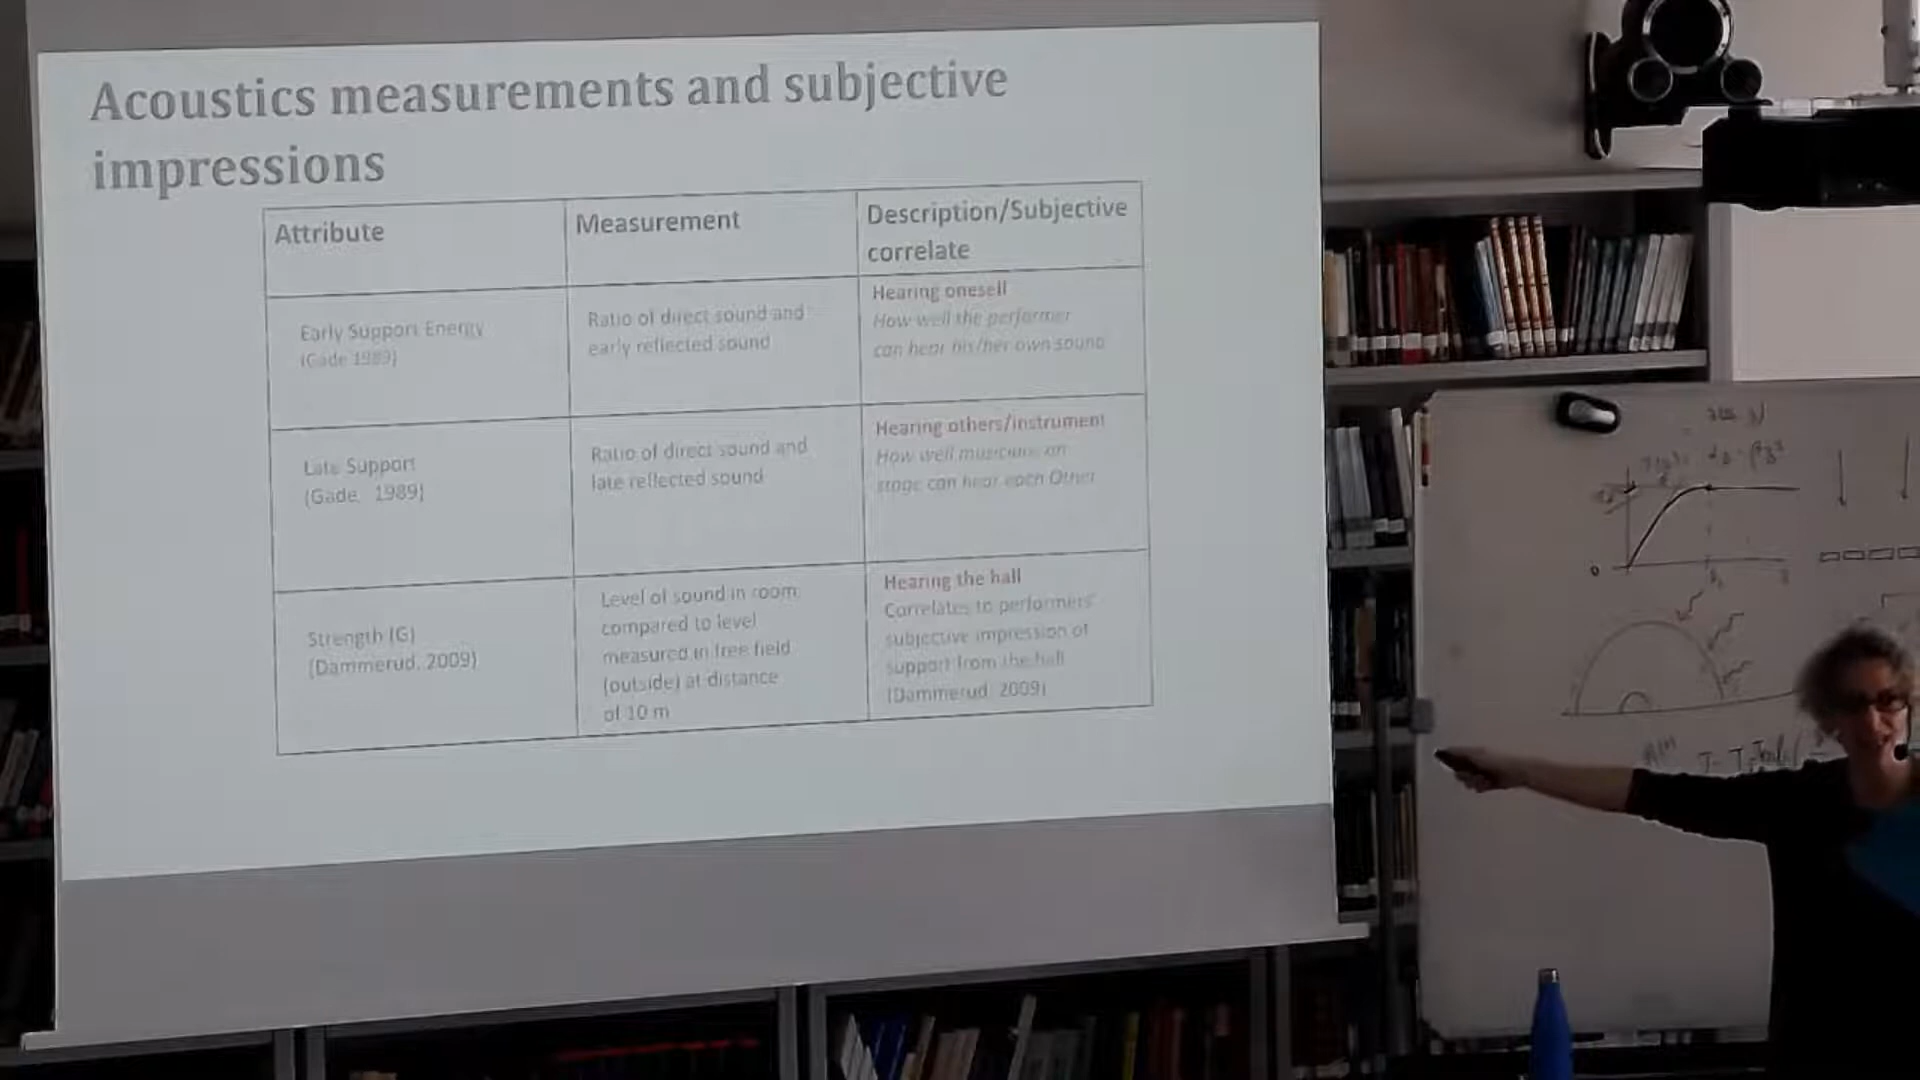 Acoustics measurements and subjective
impressions
Attribute
Measurement
Description/Subjective
correlate
Early Support Energy
(Gade 1989)
Ratio of direct sound and
early reflected sound
Hearing oneself
How well the performer
can hear his/her own sound
Late Support
(Gade, 1989)
Ratio of direct sound and
late reflected sound
Hearing others/instrument
How well musicians on
stage can hear each Other
Strength (G)
(Dammerud, 2009)
Level of sound in room
compared to level
measured in free field
(outside) at distance
of 10 m
Hearing the hall
Correlates to performers'
subjective impression of
support from the hall
(Dammerud, 2009)